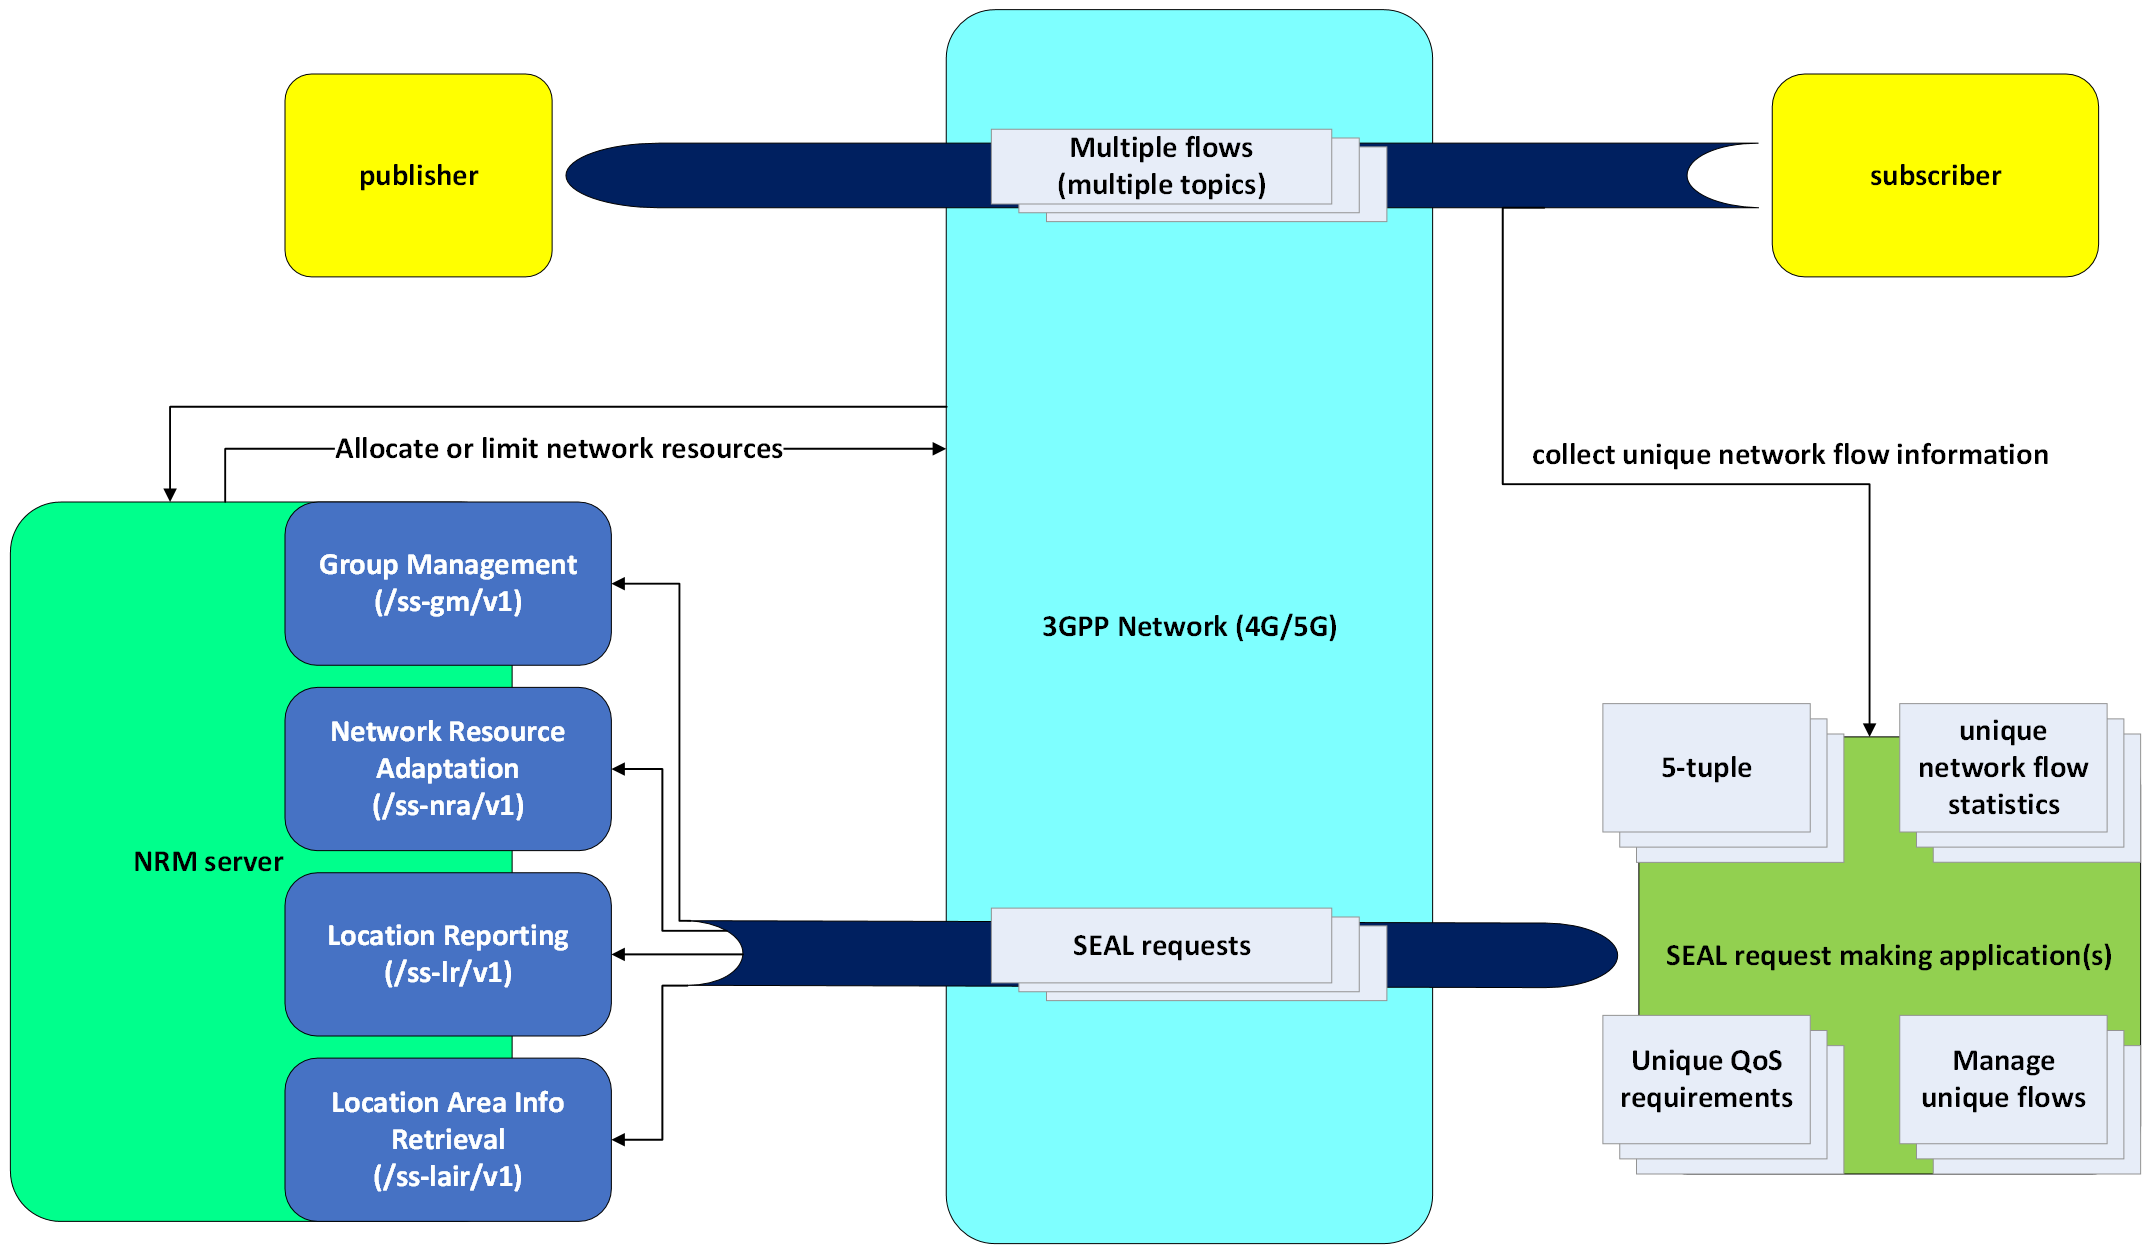 Multiple flows
(multiple topics)
publisher
subscriber
Allocate or limit network resources
collect unique network flow information
Group Management
(/ss-gm/v1)
3GPP Network (4G/5G)
Network Resource
Adaptation
(/ss-nra/v1)
5-tuple
unique
network flow
statistics
NRM server
Location Reporting
(/ss-lr/v1)
SEAL requests
SEAL request making application(s)
Location Area Info
Retrieval
(/ss-lair/v1)
Unique QoS
requirements
Manage
unique flows